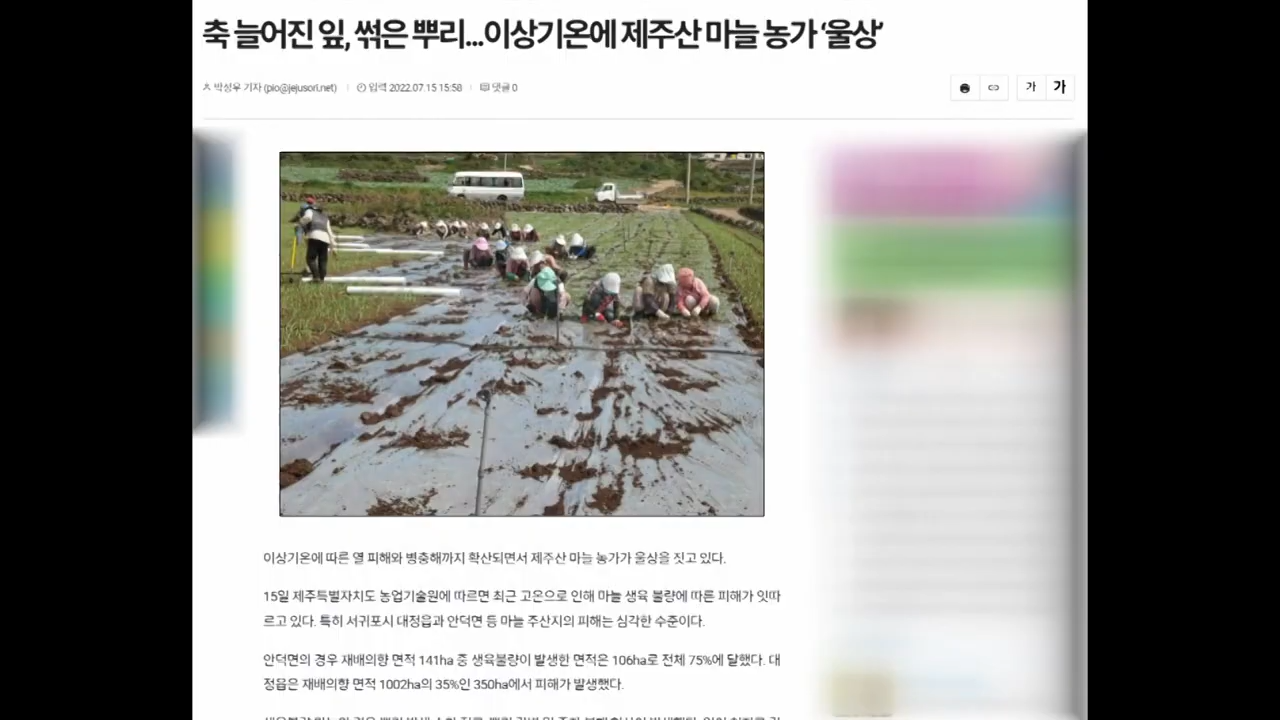 축 늘어진 잎, 썪은 뿌리...이상기온에 제주산 마늘 농가 ‘울상’
박성우 기자 (pio@jejusori.net) 입력 2022.07.15 15:58 댓글 0
가 가
이상기온에 따른 열 피해와 병충해까지 확산되면서 제주산 마늘 농가가 울상을 짓고 있다.
15일 제주특별자치도 농업기술원에 따르면 최근 고온으로 인해 마늘 생육 불량에 따른 피해가 잇따
르고 있다. 특히 서귀포시 대정읍과 안덕면 등 마늘 주산지의 피해는 심각한 수준이다.
안덕면의 경우 재배의향 면적 141ha 중 생육불량이 발생한 면적은 106ha로 전체 75%에 달했다. 대
정읍은 재배의향 면적 1002ha의 35%인 350ha에서 피해가 발생했다.